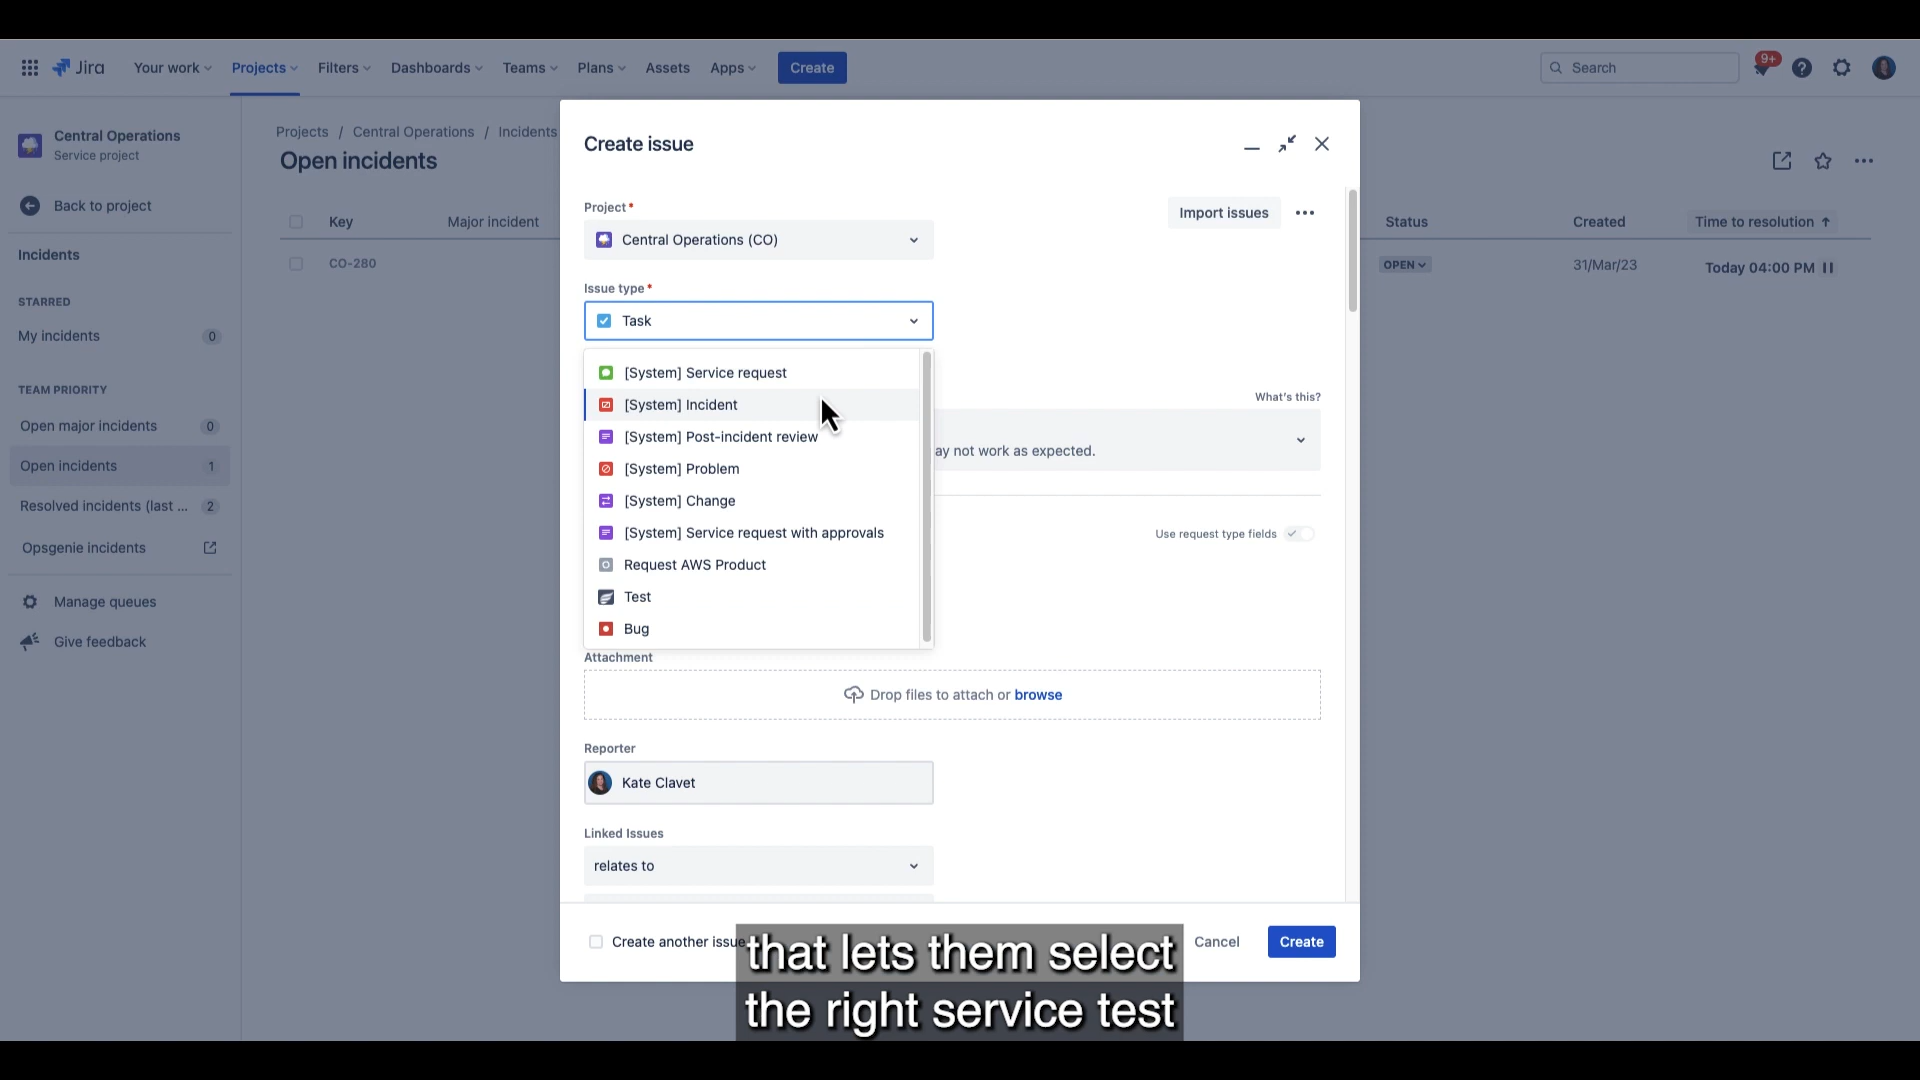 Jira
Your work
Projects
Filters
Dashboards
Teams
Plans
Assets
Apps
Create
Search
9+
Central Operations
Service project
Back to project
Incidents
STARRED
My incidents 0
TEAM PRIORITY
Open major incidents 0
Open incidents 1
Resolved incidents (last ... 2
Opsgenie incidents
Manage queues
Give feedback
Projects / Central Operations / Incidents
Open incidents
Key Major incident Status Created Time to resolution
CO-280 OPEN 31/Mar/23 Today 04:00 PM
Create issue
Project*
Import issues
Central Operations (CO)
Issue type*
Task
[System] Service request
[System] Incident
[System] Post-incident review
[System] Problem
[System] Change
[System] Service request with approvals
Request AWS Product
Test
Bug
What's this?
ay not work as expected.
Use request type fields
Attachment
Drop files to attach or browse
Reporter
Kate Clavet
Linked Issues
relates to
Create another issue
Cancel
Create
that lets them select
the right service test